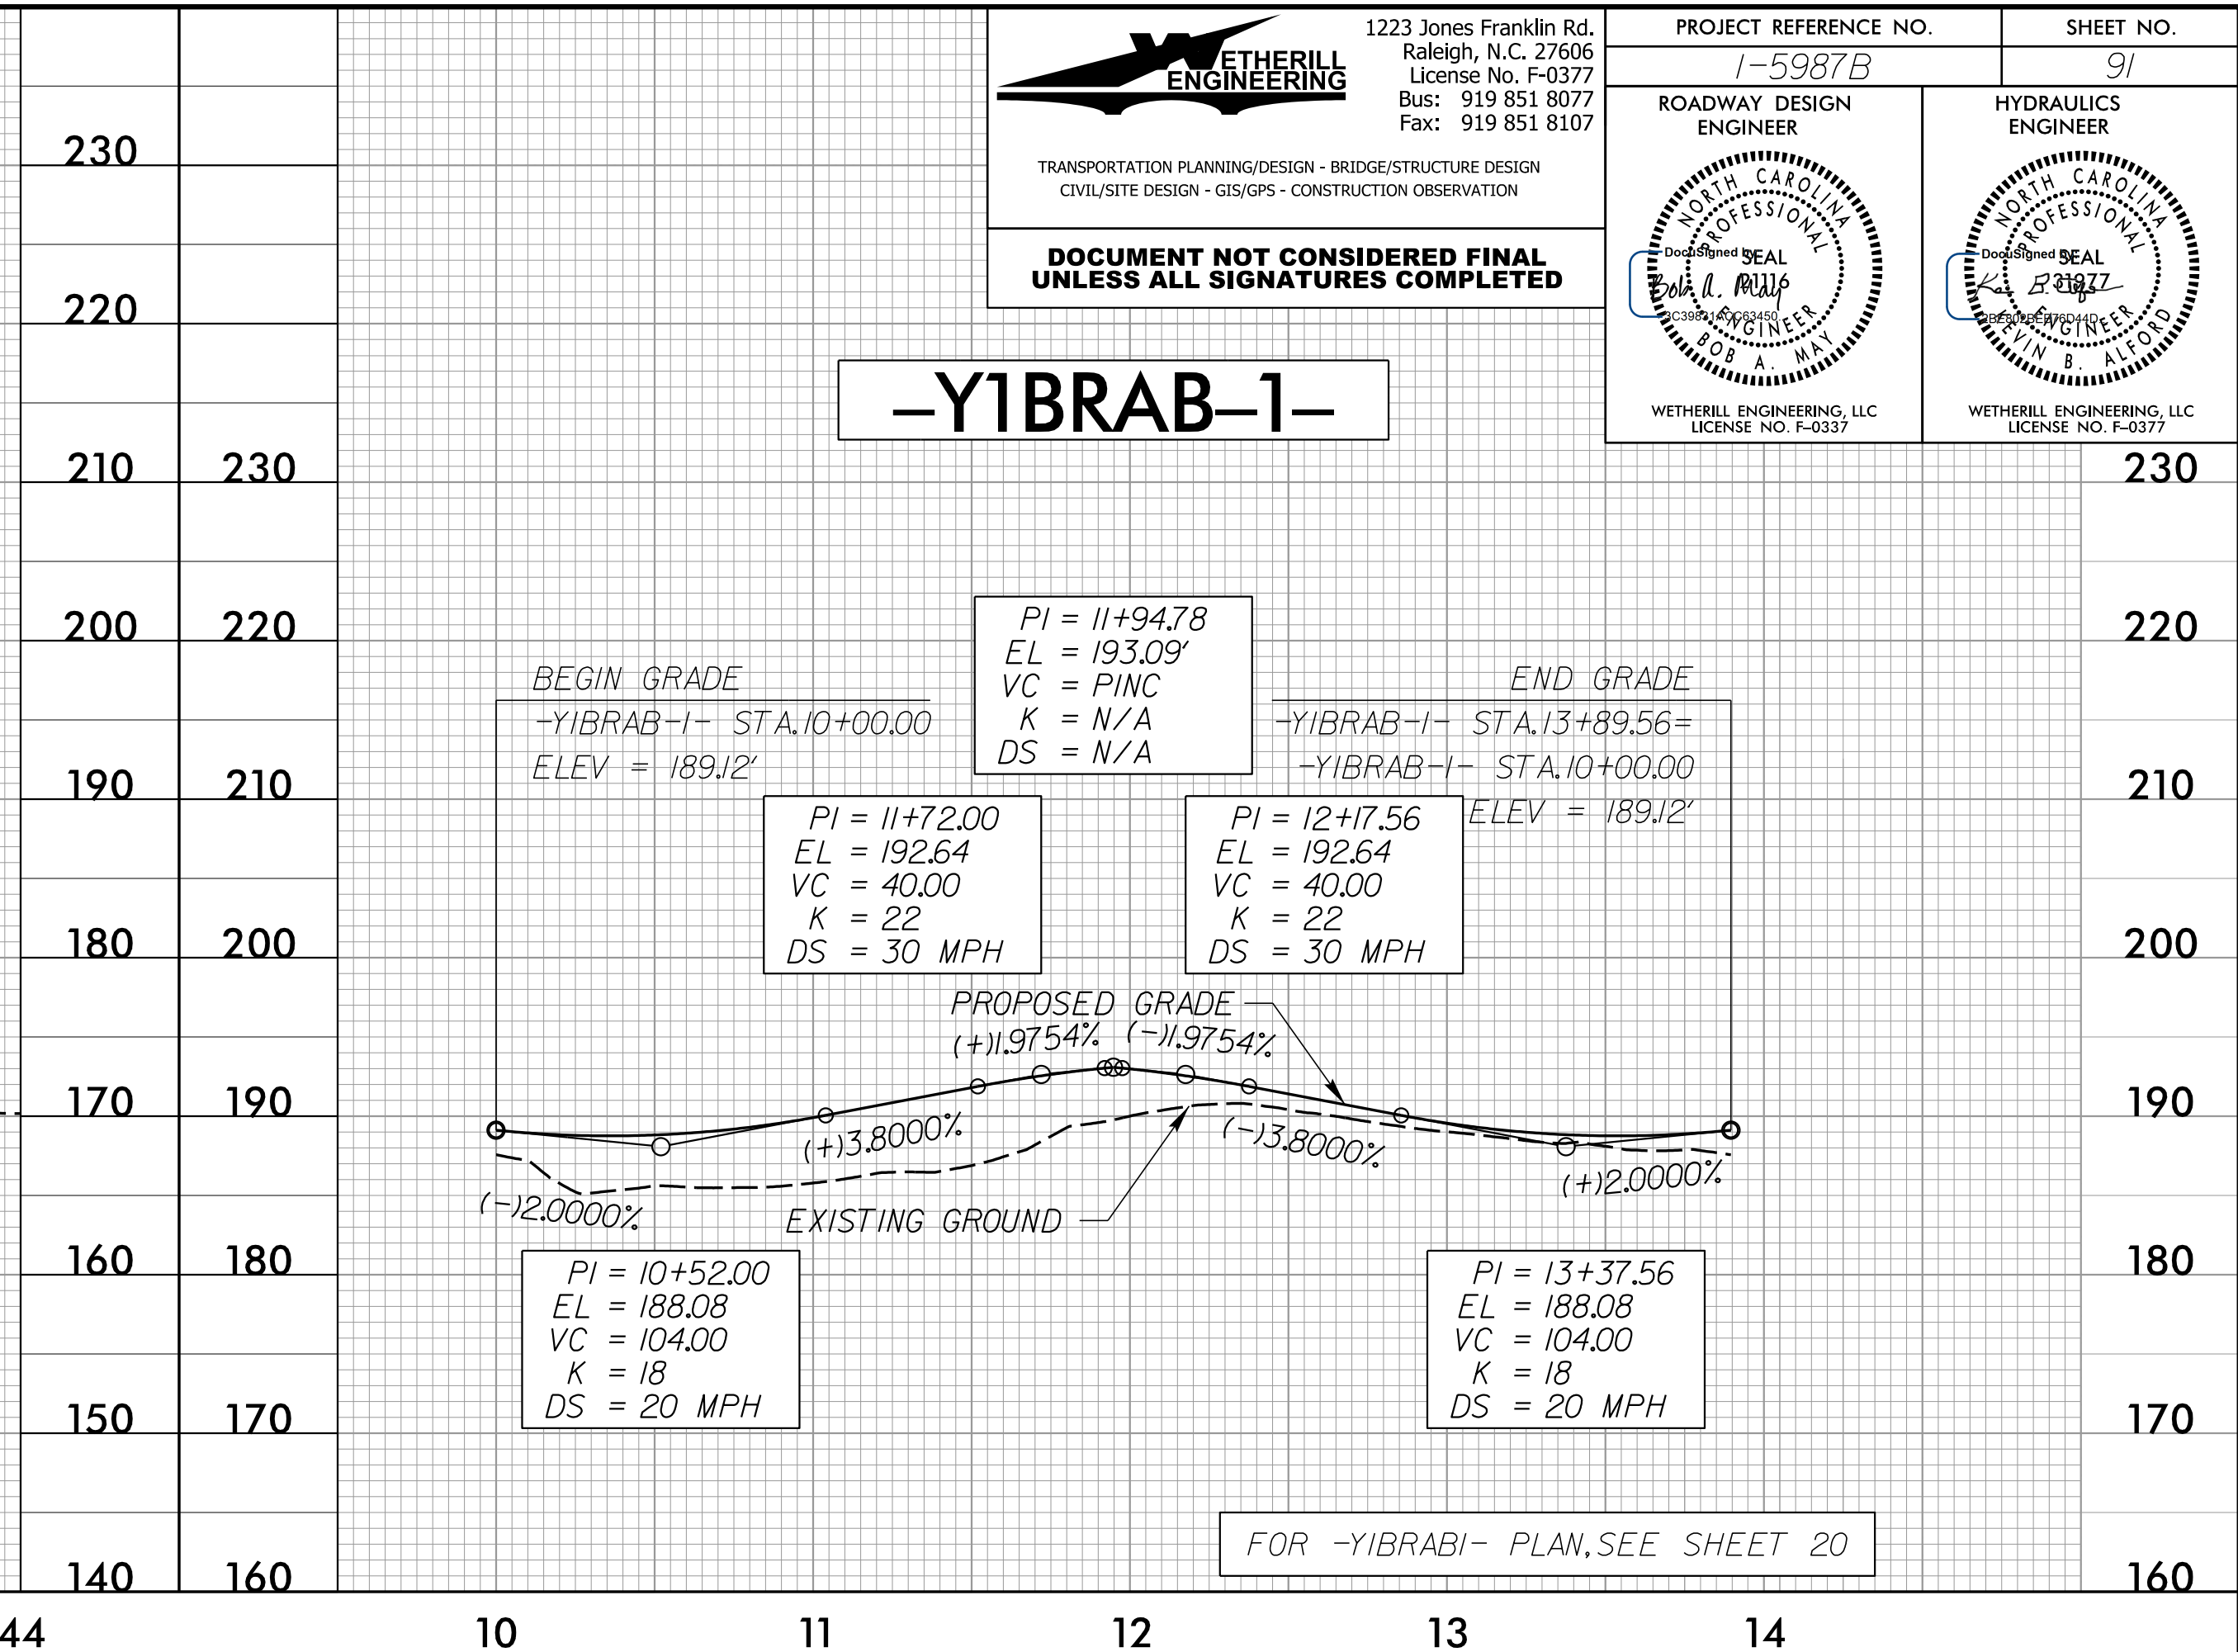 WETHERILL
ENGINEERING
1223 Jones Franklin Rd.
Raleigh, N.C. 27606
License No. F-0377
Bus: 919 851 8077
Fax: 919 851 8107
TRANSPORTATION PLANNING/DESIGN - BRIDGE/STRUCTURE DESIGN
CIVIL/SITE DESIGN - GIS/GPS - CONSTRUCTION OBSERVATION
DOCUMENT NOT CONSIDERED FINAL
UNLESS ALL SIGNATURES COMPLETED
PROJECT REFERENCE NO.
I-5987B
SHEET NO.
91
ROADWAY DESIGN
ENGINEER
NORTH CAROLINA
PROFESSIONAL
DocuSigned by
SEAL
21116
Bob A. May
3C39831ACC63450...
ENGINEER
BOB A. MAY
WETHERILL ENGINEERING, LLC
LICENSE NO. F-0337
HYDRAULICS
ENGINEER
NORTH CAROLINA
PROFESSIONAL
DocuSigned
SEAL
ENGINEER
KEVIN B. ALFORD
WETHERILL ENGINEERING, LLC
LICENSE NO. F-0377
-Y1BRAB-1-
230
220
210 230 230
200 220 220
190 210 210
180 200 200
170 190 190
160 180 180
150 170 170
140 160 160
PI = 11+94.78
EL = 193.09'
VC = PINC
K = N/A
DS = N/A
BEGIN GRADE
-Y1BRAB-1- STA.10+00.00
ELEV = 189.12'
END GRADE
-Y1BRAB-1- STA.13+89.56=
-Y1BRAB-1- STA.10+00.00
ELEV = 189.12'
PI = 11+72.00
EL = 192.64
VC = 40.00
K = 22
DS = 30 MPH
PI = 12+17.56
EL = 192.64
VC = 40.00
K = 22
DS = 30 MPH
PROPOSED GRADE
(+)1.9754% (-)1.9754%
(+)3.8000%
(-)3.8000%
(-)2.0000%
(+)2.0000%
EXISTING GROUND
PI = 10+52.00
EL = 188.08
VC = 104.00
K = 18
DS = 20 MPH
PI = 13+37.56
EL = 188.08
VC = 104.00
K = 18
DS = 20 MPH
FOR -Y1BRAB1- PLAN, SEE SHEET 20
44 10 11 12 13 14